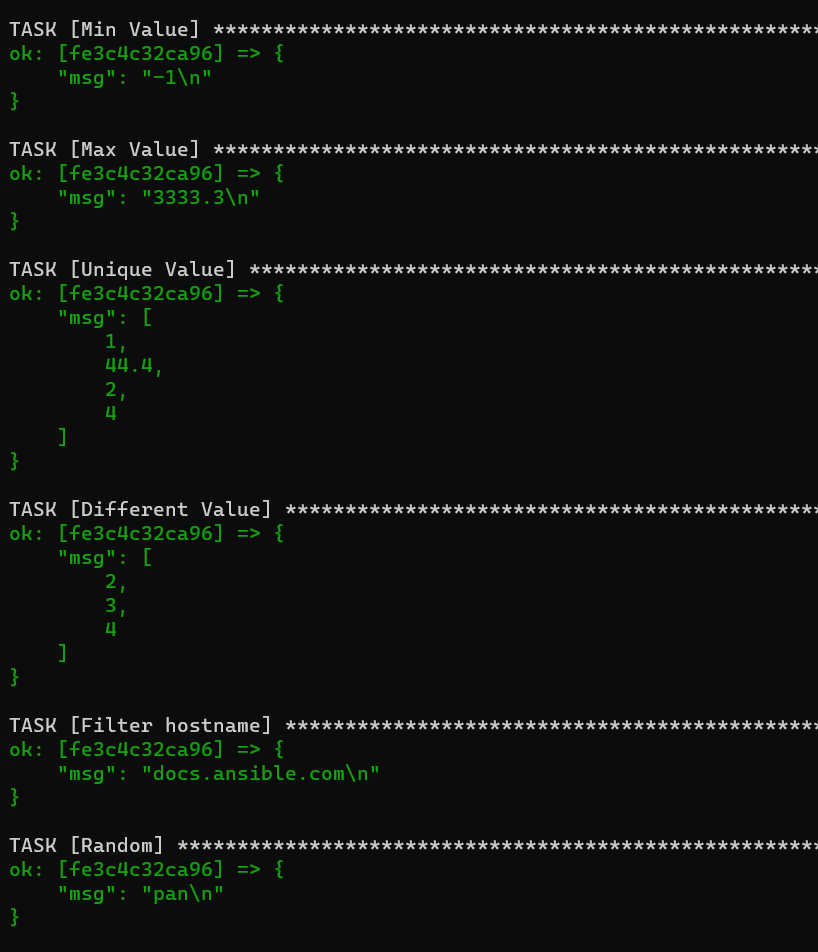 TASK [Min Value] ***************************************************
ok: [fe3c4c32ca96] => {
    "msg": "-1\n"
}
TASK [Max Value] ***************************************************
ok: [fe3c4c32ca96] => {
    "msg": "3333.3\n"
}
TASK [Unique Value] ************************************************
ok: [fe3c4c32ca96] => {
    "msg": [
        1,
        44.4,
        2,
        4
    ]
}
TASK [Different Value] *********************************************
ok: [fe3c4c32ca96] => {
    "msg": [
        2,
        3,
        4
    ]
}
TASK [Filter hostname] *********************************************
ok: [fe3c4c32ca96] => {
    "msg": "docs.ansible.com\n"
}
TASK [Random] ******************************************************
ok: [fe3c4c32ca96] => {
    "msg": "pan\n"
}